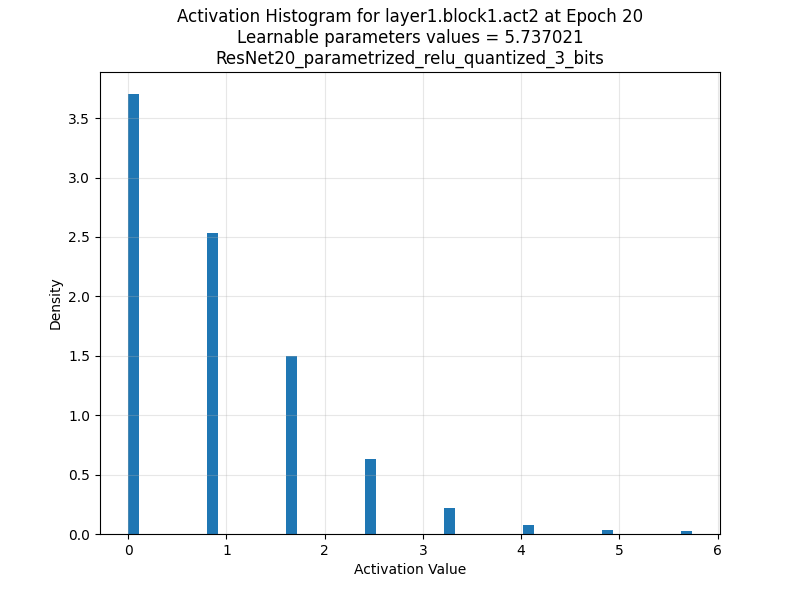 Activation Histogram for layer1.block1.act2 at Epoch 20
Learnable parameters values = 5.737021
ResNet20_parametrized_relu_quantized_3_bits
3.5
3.0
2.5
2.0
1.5
1.0
0.5
0.0
Density
0 1 2 3 4 5 6
Activation Value